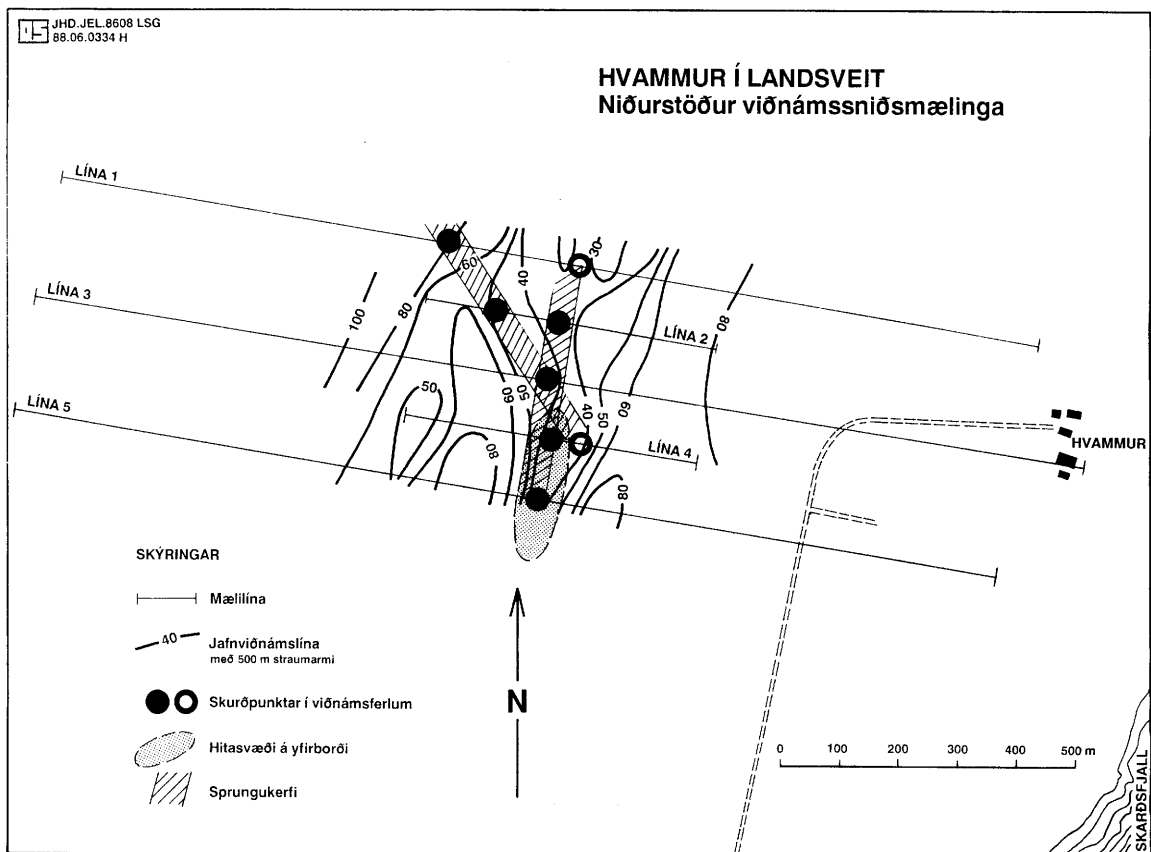 JHD.JEL.8608 LSG
88.06.0334 H
HVAMMUR Í LANDSVEIT
Niðurstöður viðnámssniðsmælinga
LÍNA 1
30
60
40
LÍNA 3
80
100
LÍNA 2
80
50
50
60
40
50
60
LÍNA 5
80
LÍNA 4
80
HVAMMUR
SKÝRINGAR
Mælilína
40
Jafnviðnámslína
með 500 m straumarmi
Skurðpunktar í viðnámsferlum
Hitasvæði á yfirborði
Sprungukerfi
N
0 100 200 300 400 500 m
SKARÐSFJALL